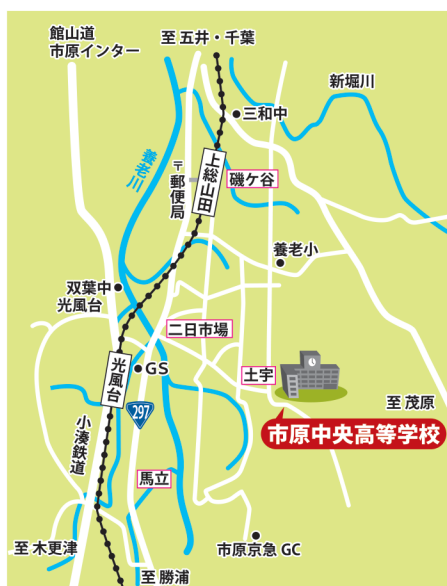 館山道
市原インター
至 五井・千葉
新堀川
三和中
養老川
〒郵便局
上総山田
磯ケ谷
養老小
双葉中
光風台
二日市場
光風台
GS
土宇
297
小湊鉄道
市原中央高等学校
至 茂原
馬立
市原京急 GC
至 木更津
至 勝浦